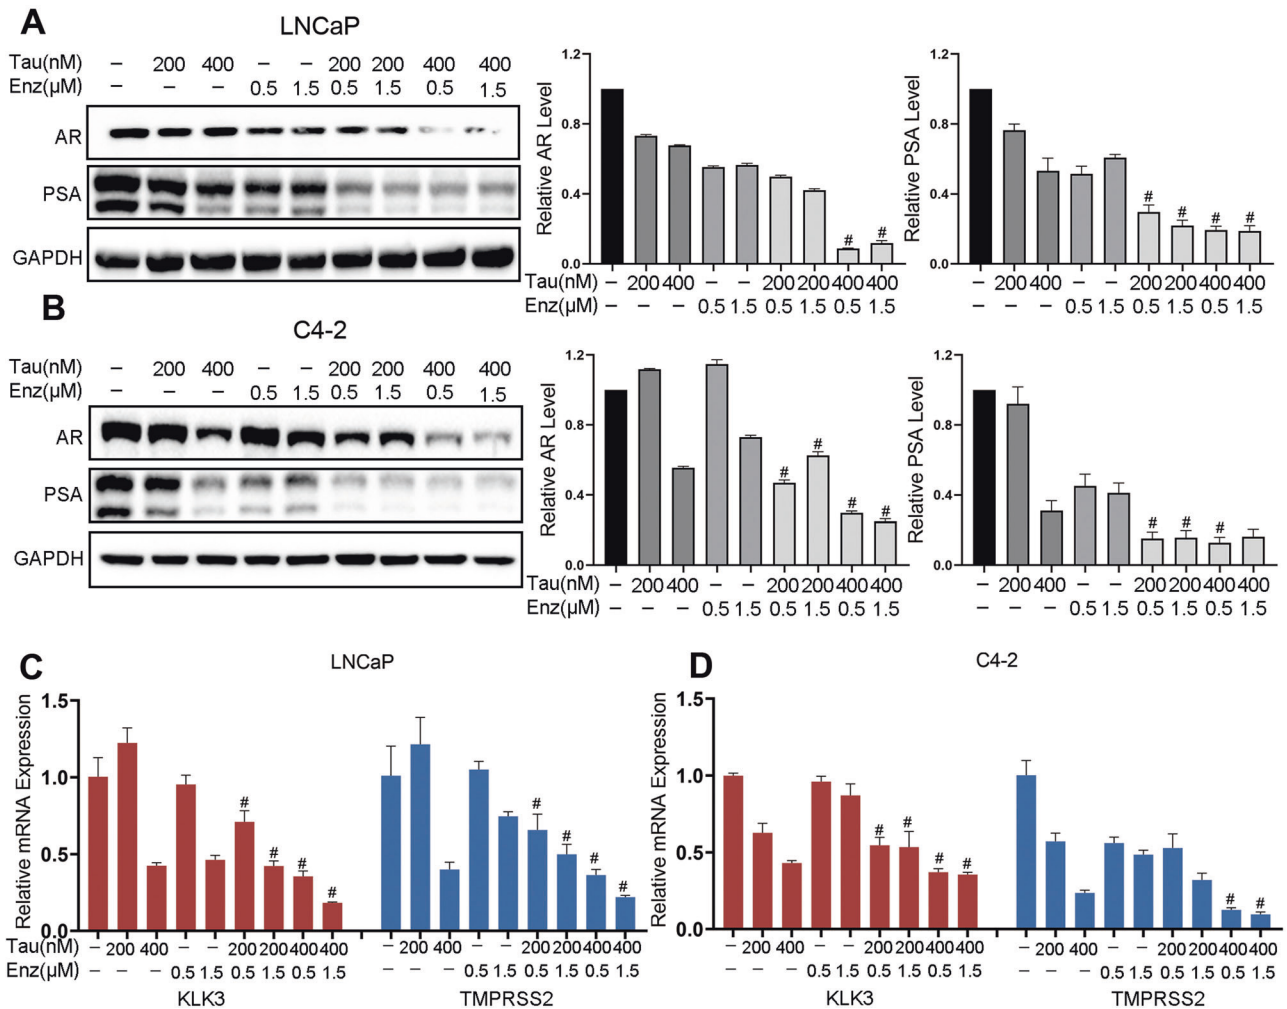 A
LNCaP
Tau(nM) – 200 400 – – 200 200 400 400
Enz(μM) – – – 0.5 1.5 0.5 1.5 0.5 1.5
AR
PSA
GAPDH
Relative AR Level
1.2
0.8
0.4
0.0
Tau(nM) – 200 400 – – 200 200 400 400
Enz(μM) – – – 0.5 1.5 0.5 1.5 0.5 1.5
# #
Relative PSA Level
1.2
0.8
0.4
0.0
– 200 400 – – 200 200 400 400
– – – 0.5 1.5 0.5 1.5 0.5 1.5
# # # #
B
C4-2
Tau(nM) – 200 400 – – 200 200 400 400
Enz(μM) – – – 0.5 1.5 0.5 1.5 0.5 1.5
AR
PSA
GAPDH
Relative AR Level
1.2
0.8
0.4
0.0
Tau(nM) – 200 400 – – 200 200 400 400
Enz(μM) – – – 0.5 1.5 0.5 1.5 0.5 1.5
# # # #
Relative PSA Level
1.2
0.8
0.4
0.0
– 200 400 – – 200 200 400 400
– – – 0.5 1.5 0.5 1.5 0.5 1.5
# # #
C
LNCaP
Relative mRNA Expression
1.5
1.0
0.5
0.0
# # # # # # # #
Tau(nM) – 200 400 – – 200 200 400 400 – 200 400 – – 200 200 400 400
Enz(μM) – – – 0.5 1.5 0.5 1.5 0.5 1.5 – – – 0.5 1.5 0.5 1.5 0.5 1.5
KLK3 TMPRSS2
D
C4-2
Relative mRNA Expression
1.5
1.0
0.5
0.0
# # # # # #
– 200 400 – – 200 200 400 400 – 200 400 – – 200 200 400 400
– – – 0.5 1.5 0.5 1.5 0.5 1.5 – – – 0.5 1.5 0.5 1.5 0.5 1.5
KLK3 TMPRSS2